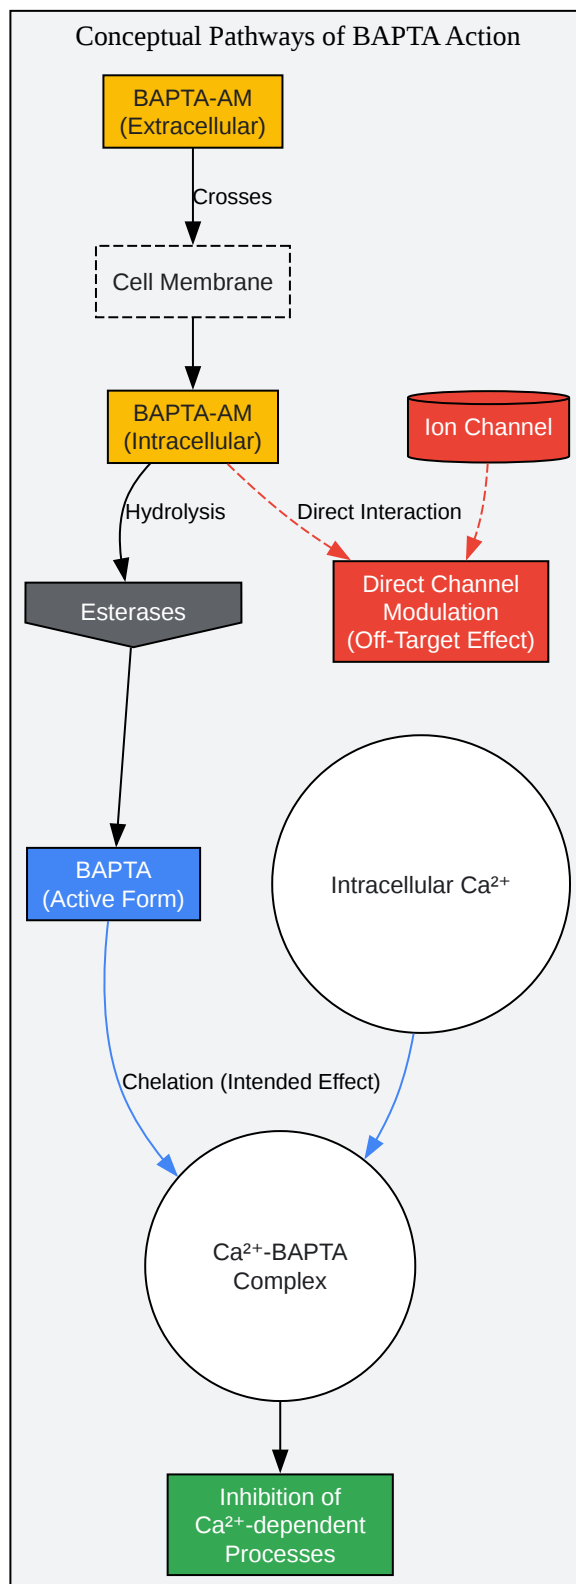 Conceptual Pathways of BAPTA Action
BAPTA-AM
(Extracellular)
Crosses
Cell Membrane
BAPTA-AM
(Intracellular)
Ion Channel
Hydrolysis
Direct Interaction
Esterases
Direct Channel
Modulation
(Off-Target Effect)
BAPTA
(Active Form)
Intracellular Ca²⁺
Chelation (Intended Effect)
Ca²⁺-BAPTA
Complex
Inhibition of
Ca²⁺-dependent
Processes